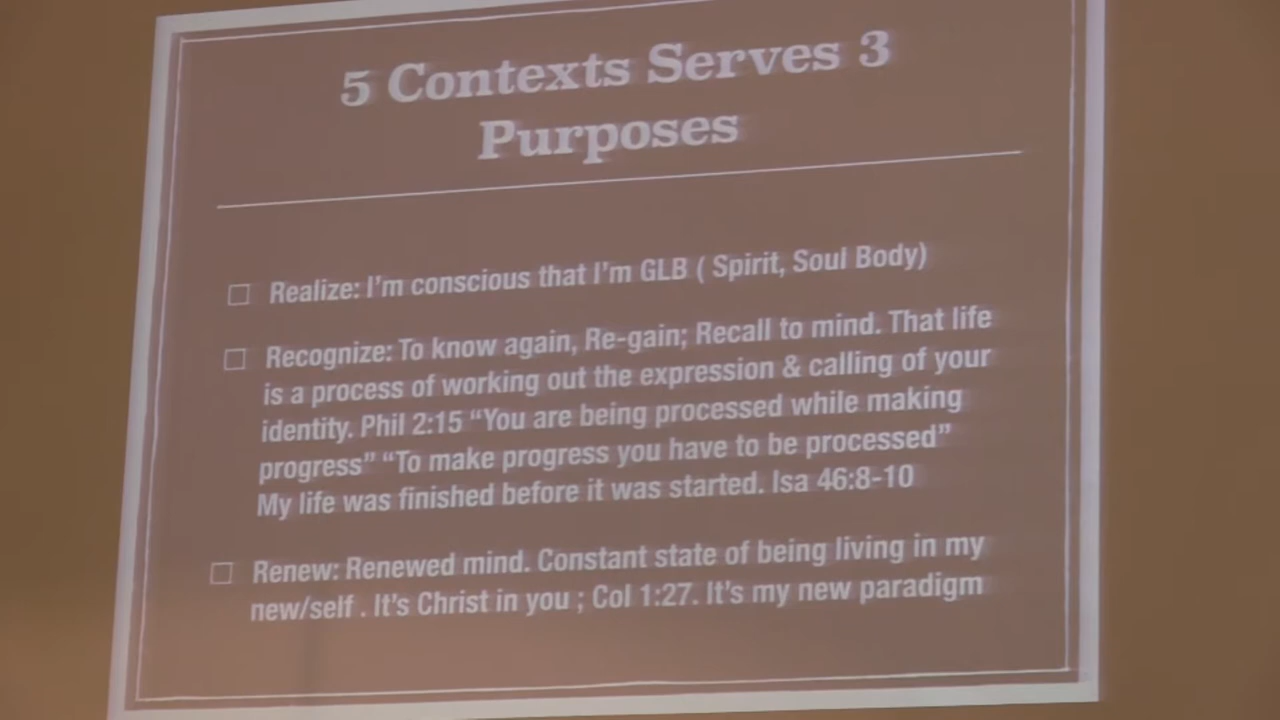 5 Contexts Serves 3
Purposes
Realize: I'm conscious that I'm GLB ( Spirit, Soul Body)
Recognize: To know again, Re-gain; Recall to mind. That life
is a process of working out the expression & calling of your
identity. Phil 2:15 “You are being processed while making
progress” “To make progress you have to be processed”
My life was finished before it was started. Isa 46:8-10
Renew: Renewed mind. Constant state of being living in my
new/self . It's Christ in you ; Col 1:27. It's my new paradigm